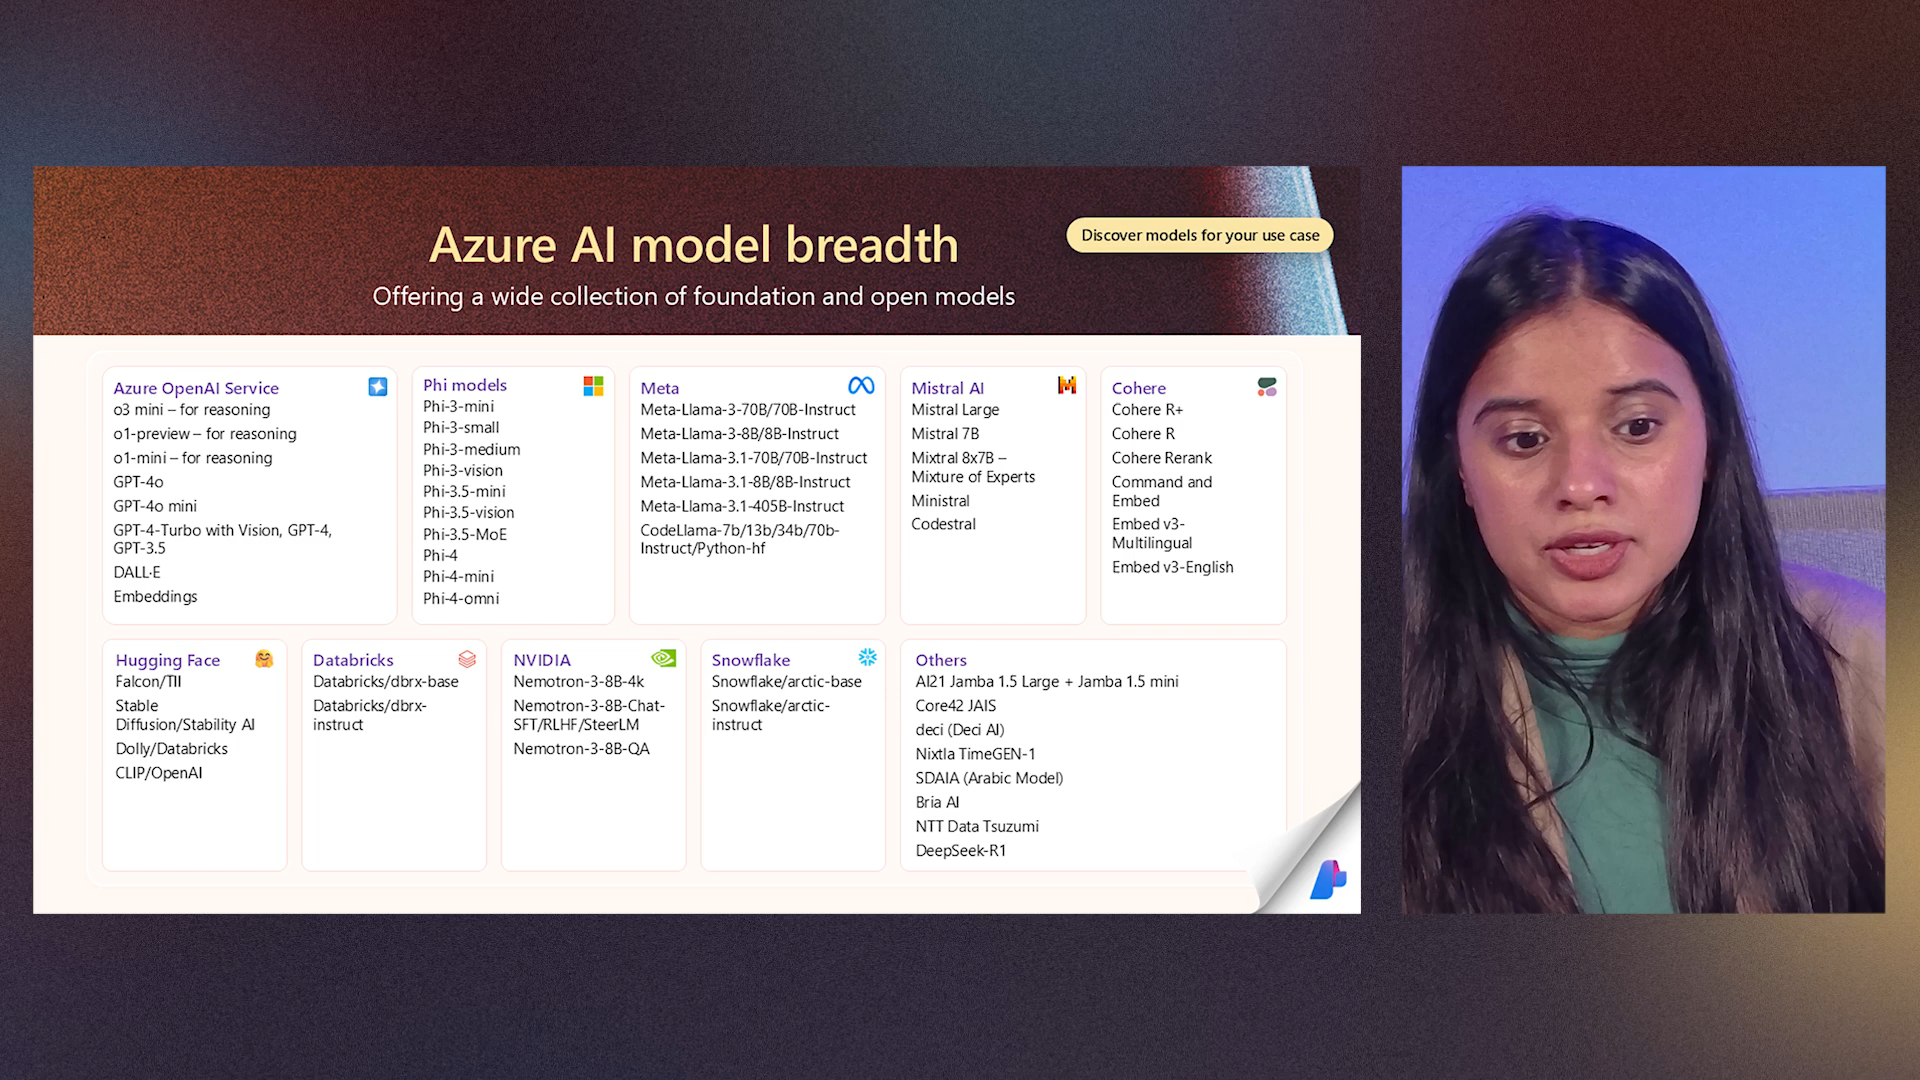 Azure AI model breadth
Discover models for your use case
Offering a wide collection of foundation and open models
Azure OpenAI Service
o3 mini – for reasoning
o1-preview – for reasoning
o1-mini – for reasoning
GPT-4o
GPT-4o mini
GPT-4-Turbo with Vision, GPT-4,
GPT-3.5
DALL·E
Embeddings
Phi models
Phi-3-mini
Phi-3-small
Phi-3-medium
Phi-3-vision
Phi-3.5-mini
Phi-3.5-vision
Phi-3.5-MoE
Phi-4
Phi-4-mini
Phi-4-omni
Meta
Meta-Llama-3-70B/70B-Instruct
Meta-Llama-3-8B/8B-Instruct
Meta-Llama-3.1-70B/70B-Instruct
Meta-Llama-3.1-8B/8B-Instruct
Meta-Llama-3.1-405B-Instruct
CodeLlama-7b/13b/34b/70b-
Instruct/Python-hf
Mistral AI
Mistral Large
Mistral 7B
Mixtral 8x7B –
Mixture of Experts
Ministral
Codestral
Cohere
Cohere R+
Cohere R
Cohere Rerank
Command and
Embed
Embed v3-
Multilingual
Embed v3-English
Hugging Face
Falcon/TII
Stable
Diffusion/Stability AI
Dolly/Databricks
CLIP/OpenAI
Databricks
Databricks/dbrx-base
Databricks/dbrx-
instruct
NVIDIA
Nemotron-3-8B-4k
Nemotron-3-8B-Chat-
SFT/RLHF/SteerLM
Nemotron-3-8B-QA
Snowflake
Snowflake/arctic-base
Snowflake/arctic-
instruct
Others
AI21 Jamba 1.5 Large + Jamba 1.5 mini
Core42 JAIS
deci (Deci AI)
Nixtla TimeGEN-1
SDAIA (Arabic Model)
Bria AI
NTT Data Tsuzumi
DeepSeek-R1